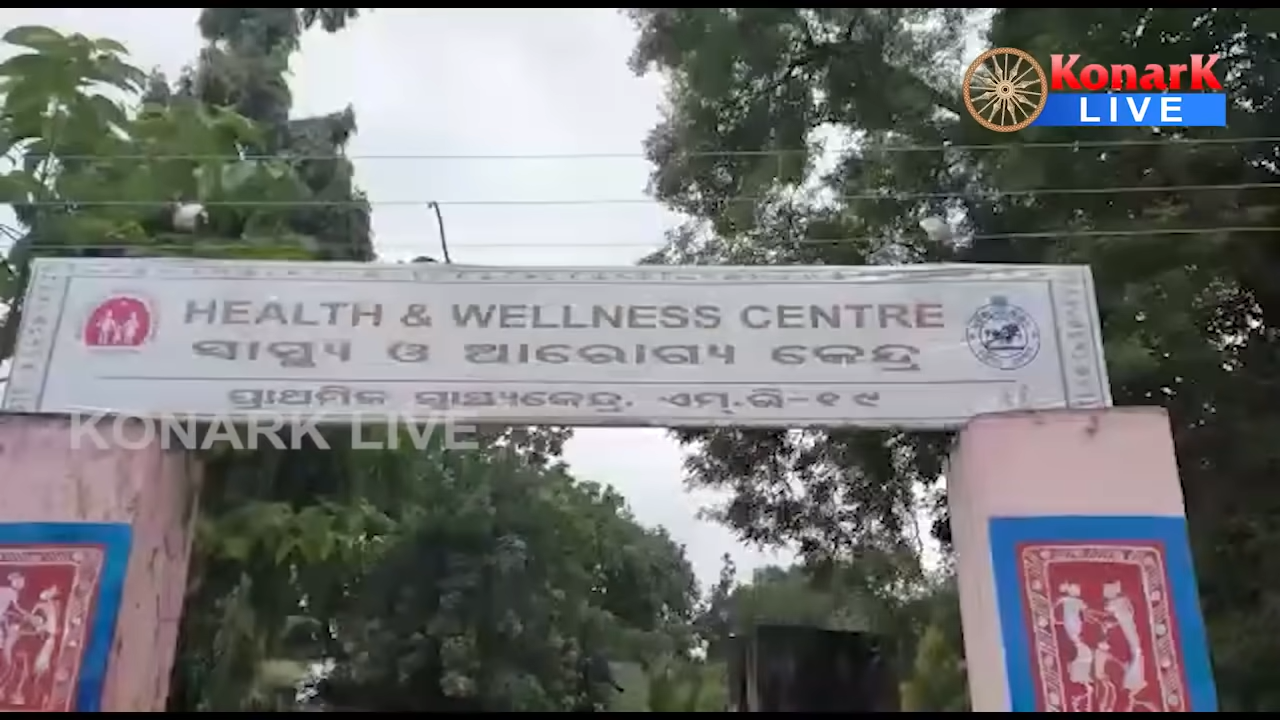 KonarK
LIVE
HEALTH & WELLNESS CENTRE
ସ୍ୱାସ୍ଥ୍ୟ ଓ ଆରୋଗ୍ୟ କେନ୍ଦ୍ର
ପ୍ରାଥମିକ ସ୍ୱାସ୍ଥ୍ୟକେନ୍ଦ୍ର, ଏମ୍.ଭି-୧୯
KONARK LIVE